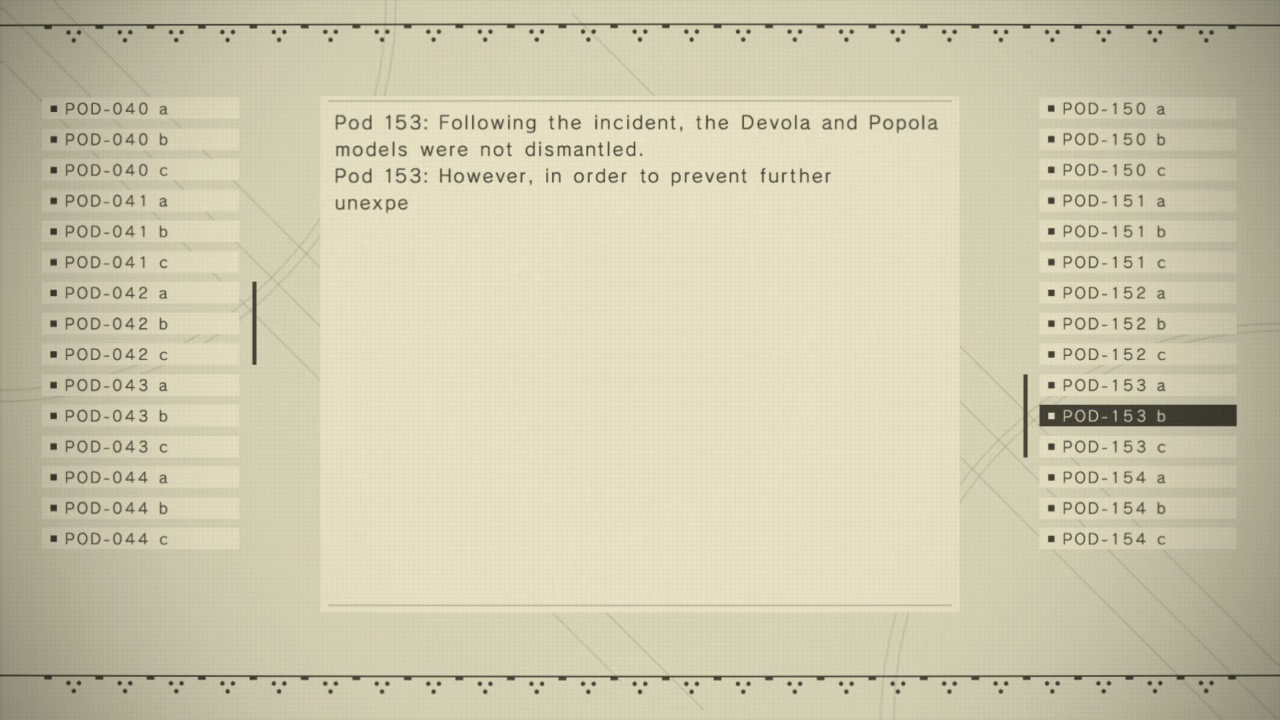 POD-040 a
POD-040 b
POD-040 c
POD-041 a
POD-041 b
POD-041 c
POD-042 a
POD-042 b
POD-042 c
POD-043 a
POD-043 b
POD-043 c
POD-044 a
POD-044 b
POD-044 c
Pod 153: Following the incident, the Devola and Popola
models were not dismantled.
Pod 153: However, in order to prevent further
unexpe
POD-150 a
POD-150 b
POD-150 c
POD-151 a
POD-151 b
POD-151 c
POD-152 a
POD-152 b
POD-152 c
POD-153 a
POD-153 b
POD-153 c
POD-154 a
POD-154 b
POD-154 c